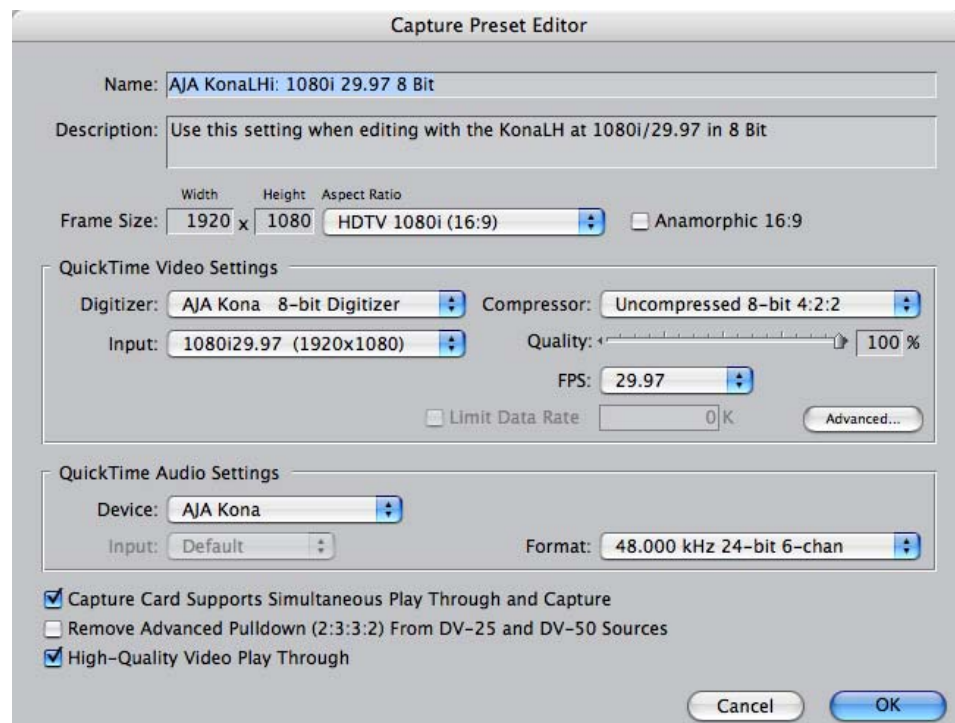 Capture Preset Editor
Name: AJA KonaLHi: 1080i 29.97 8 Bit
Description: Use this setting when editing with the KonaLH at 1080i/29.97 in 8 Bit
Width Height Aspect Ratio
Frame Size: 1920 x 1080 HDTV 1080i (16:9) Anamorphic 16:9
QuickTime Video Settings
Digitizer: AJA Kona 8-bit Digitizer Compressor: Uncompressed 8-bit 4:2:2
Input: 1080i29.97 (1920x1080) Quality: 100 %
FPS: 29.97
Limit Data Rate 0 K Advanced...
QuickTime Audio Settings
Device: AJA Kona
Input: Default Format: 48.000 kHz 24-bit 6-chan
Capture Card Supports Simultaneous Play Through and Capture
Remove Advanced Pulldown (2:3:3:2) From DV-25 and DV-50 Sources
High-Quality Video Play Through
Cancel OK